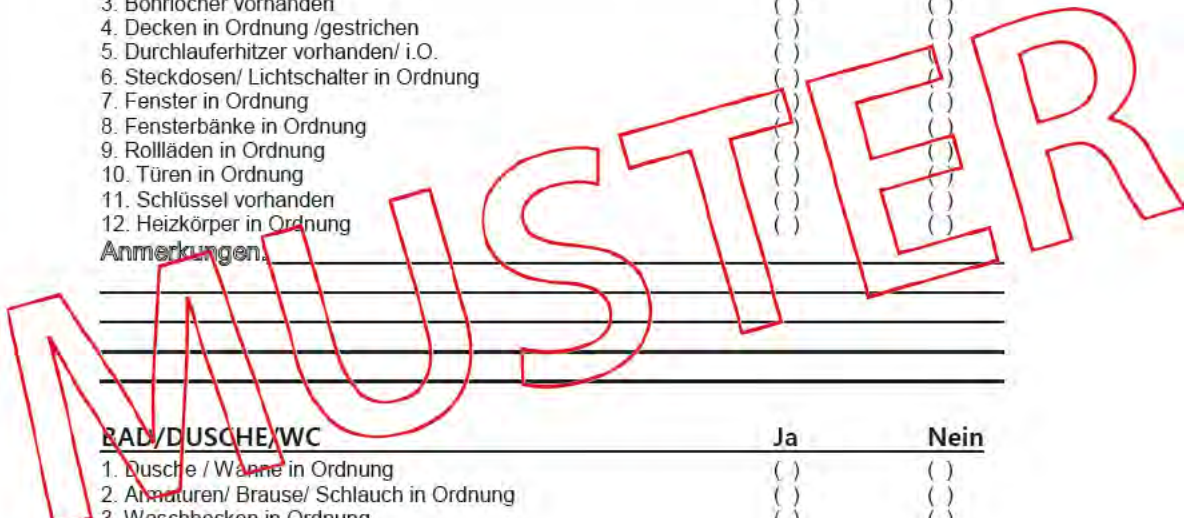 3. Bohrlöcher vorhanden ( ) ( )
4. Decken in Ordnung /gestrichen ( ) ( )
5. Durchlauferhitzer vorhanden/ i.O. ( ) ( )
6. Steckdosen/ Lichtschalter in Ordnung ( ) ( )
7. Fenster in Ordnung ( ) ( )
8. Fensterbänke in Ordnung ( ) ( )
9. Rollläden in Ordnung ( ) ( )
10. Türen in Ordnung ( ) ( )
11. Schlüssel vorhanden ( ) ( )
12. Heizkörper in Ordnung ( ) ( )
Anmerkungen:
MUSTER
BAD/DUSCHE/WC Ja Nein
1. Dusche / Wanne in Ordnung ( ) ( )
2. Armaturen/ Brause/ Schlauch in Ordnung ( ) ( )
3. Waschbecken in Ordnung ( ) ( )